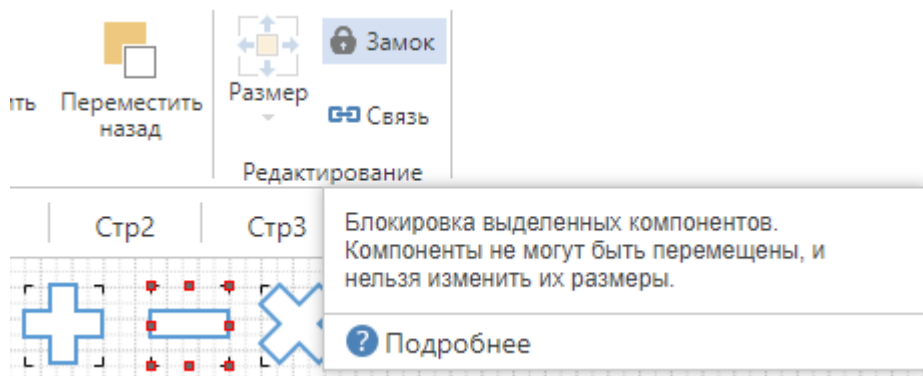 Переместить
назад
Размер
Замок
Связь
Редактирование
Стр2
Стр3
Блокировка выделенных компонентов.
Компоненты не могут быть перемещены, и
нельзя изменить их размеры.
Подробнее